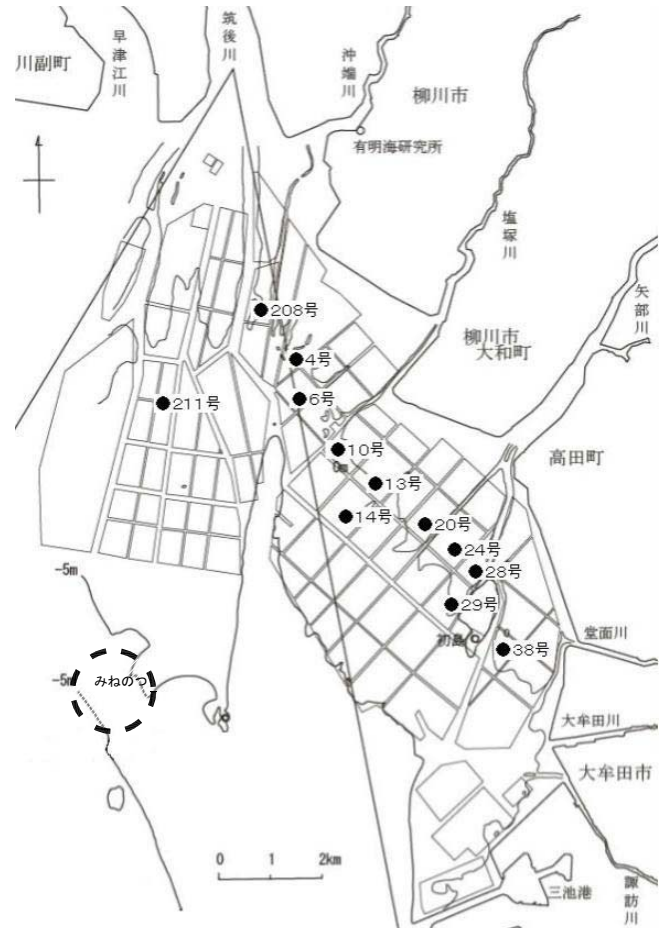 川副町
早津江川
筑後川
沖端川
柳川市
有明海研究所
塩塚川
矢部川
柳川市
大和町
208号
4号
211号
6号
10号
0m
13号
高田町
14号
20号
24号
28号
-5m
29号
初島
38号
堂面川
-5m
みねのつ
大牟田川
大牟田市
0 1 2km
三池港
諏訪川